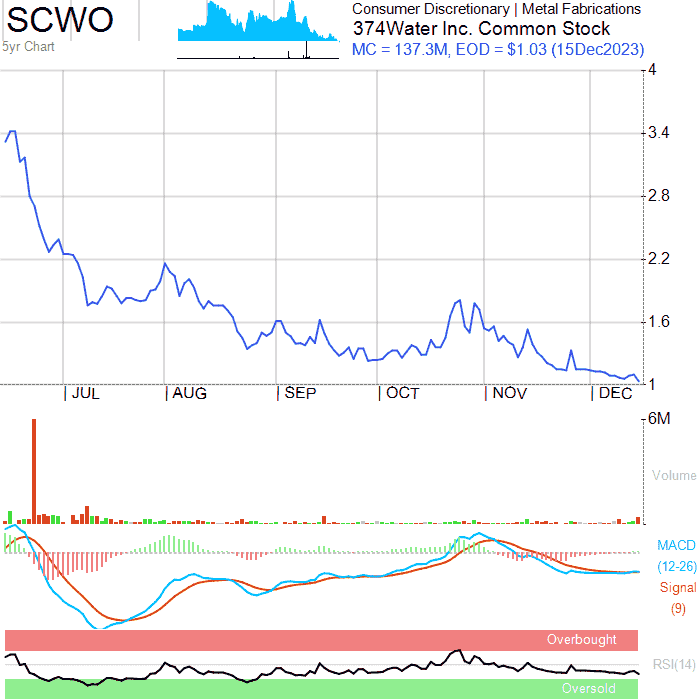 SCWO
5yr Chart
Consumer Discretionary | Metal Fabrications
374Water Inc. Common Stock
MC = 137.3M, EOD = $1.03 (15Dec2023)
4
3.4
2.8
2.2
1.6
1
JUL AUG SEP OCT NOV DEC
6M
Volume
MACD
(12-26)
Signal
(9)
Overbought
RSI(14)
Oversold